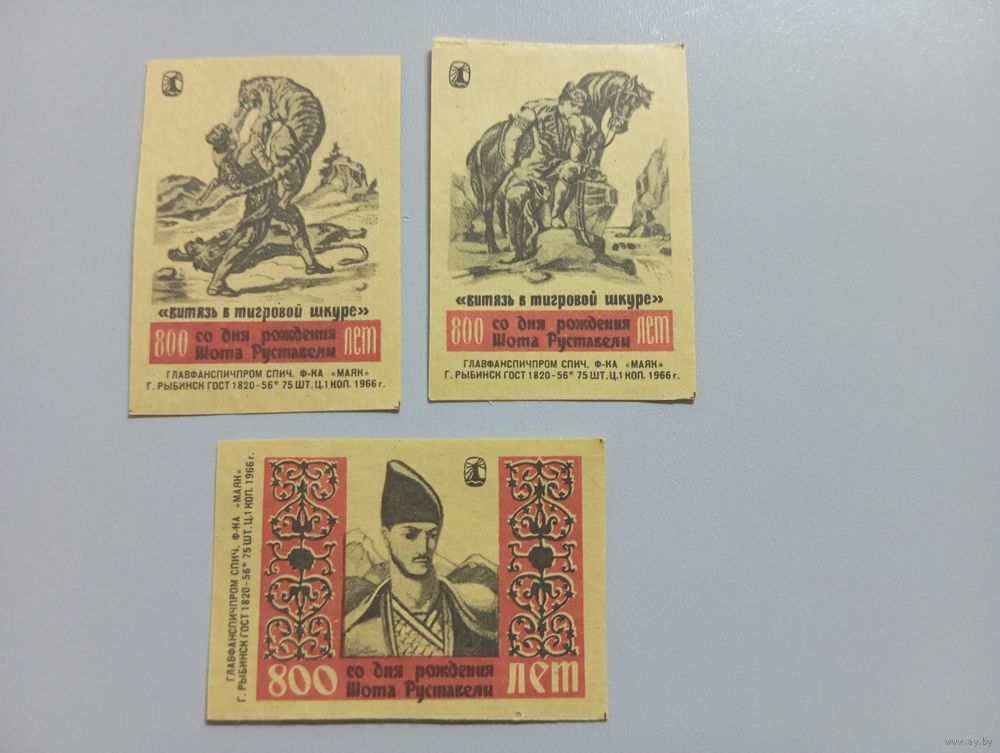 «витязь в тигровой шкуре»
800 со дня рождения лет
Шота Руставели
ГЛАВФАНСПИЧПРОМ СПИЧ. Ф-КА «МАЯК»
Г. РЫБИНСК ГОСТ 1820-56* 75 ШТ. Ц.1 КОП. 1966 г.
«витязь в тигровой шкуре»
800 со дня рождения лет
Шота Руставели
ГЛАВФАНСПИЧПРОМ СПИЧ. Ф-КА «МАЯК»
Г. РЫБИНСК ГОСТ 1820-56* 75 ШТ. Ц.1 КОП. 1966 г.
ГЛАВФАНСПИЧПРОМ СПИЧ. Ф-КА «МАЯК»
Г. РЫБИНСК ГОСТ 1820-56* 75 ШТ. Ц.1 КОП. 1966 г.
800 со дня рождения лет
Шота Руставели
www.ay.by